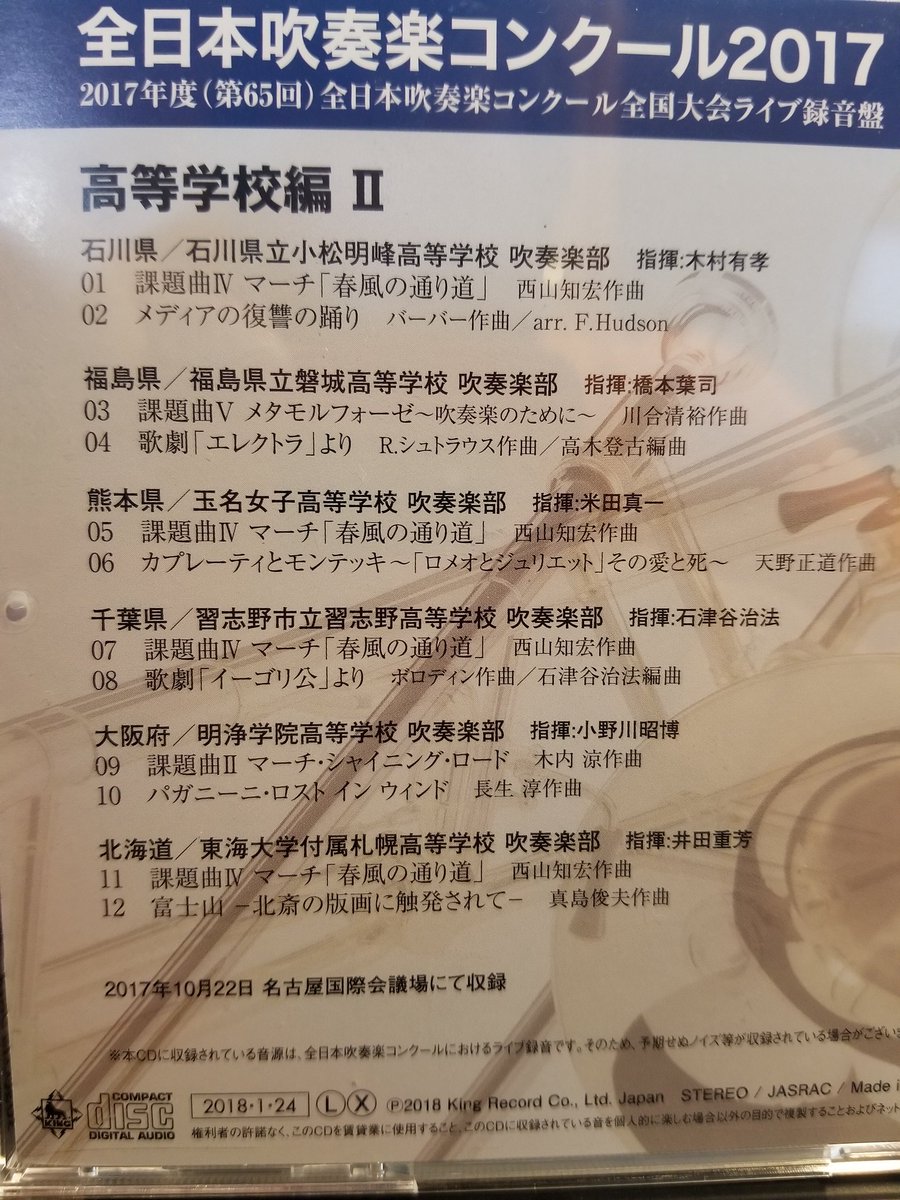 全日本吹奏楽コンクール2017
2017年度(第65回)全日本吹奏楽コンクール全国大会ライブ録音盤
高等学校編 II
石川県/石川県立小松明峰高等学校 吹奏楽部 指揮:木村有孝
01 課題曲IV マーチ「春風の通り道」 西山知宏作曲
02 メディアの復讐の踊り バーバー作曲/arr. F.Hudson
福島県/福島県立磐城高等学校 吹奏楽部 指揮:橋本葉司
03 課題曲V メタモルフォーゼ〜吹奏楽のために〜 川合清裕作曲
04 歌劇「エレクトラ」より R.シュトラウス作曲/高木登古編曲
熊本県/玉名女子高等学校 吹奏楽部 指揮:米田真一
05 課題曲IV マーチ「春風の通り道」 西山知宏作曲
06 カプレーティとモンテッキ〜「ロメオとジュリエット」その愛と死〜 天野正道作曲
千葉県/習志野市立習志野高等学校 吹奏楽部 指揮:石津谷治法
07 課題曲IV マーチ「春風の通り道」 西山知宏作曲
08 歌劇「イーゴリ公」より ボロディン作曲/石津谷治法編曲
大阪府/明浄学院高等学校 吹奏楽部 指揮:小野川昭博
09 課題曲II マーチ・シャイニング・ロード 木内 涼作曲
10 パガニーニ・ロスト イン ウィンド 長生 淳作曲
北海道/東海大学付属札幌高等学校 吹奏楽部 指揮:井田重芳
11 課題曲IV マーチ「春風の通り道」 西山知宏作曲
12 富士山 −北斎の版画に触発されて− 真島俊夫作曲
2017年10月22日 名古屋国際会議場にて収録
※本CDに収録されている音源は、全日本吹奏楽コンクールにおけるライブ録音です。そのため、予期せぬノイズ等が収録されている場合がござい
KING COMPACT disc DIGITAL AUDIO 2018・1・24 L X ℗2018 King Record Co., Ltd. Japan STEREO / JASRAC / Made i
権利者の許諾なく、このCDを賃貸業に使用すること、このCDに収録されている音を個人的に楽しむ場合以外の目的で複製することおよびネット